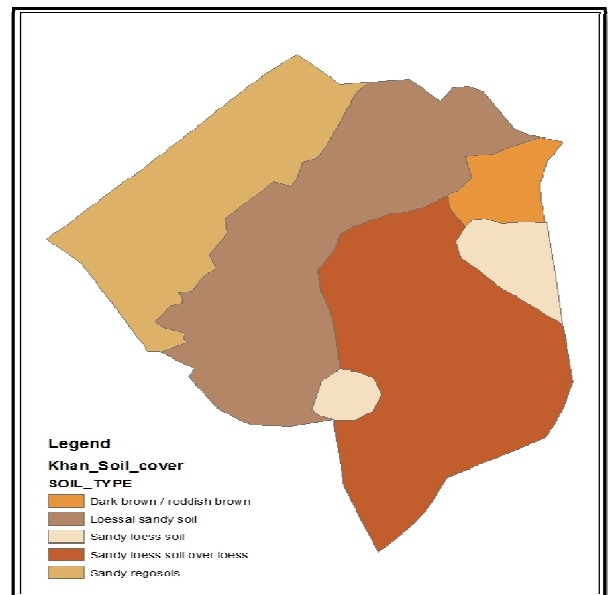 Legend
Khan_Soil_cover
SOIL_TYPE
Dark brown / reddish brown
Loessal sandy soil
Sandy loess soil
Sandy loess soil over loess
Sandy regosols